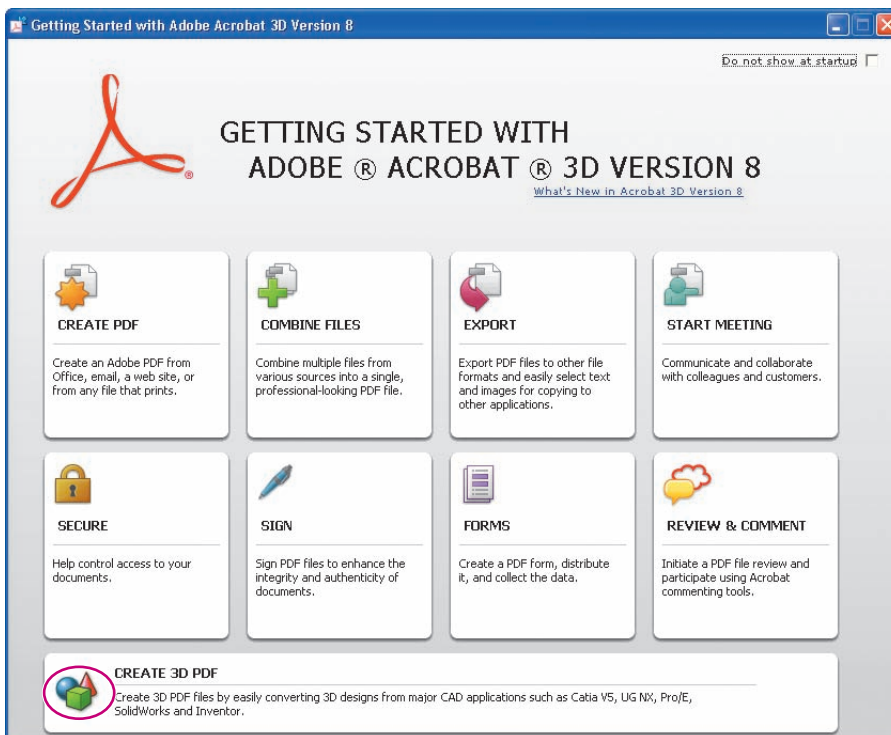 Getting Started with Adobe Acrobat 3D Version 8
Do not show at startup
GETTING STARTED WITH
ADOBE ® ACROBAT ® 3D VERSION 8
What's New in Acrobat 3D Version 8
®
CREATE PDF
Create an Adobe PDF from
Office, email, a web site, or
from any file that prints.
COMBINE FILES
Combine multiple files from
various sources into a single,
professional-looking PDF file.
EXPORT
Export PDF files to other file
formats and easily select text
and images for copying to
other applications.
START MEETING
Communicate and collaborate
with colleagues and customers.
SECURE
Help control access to your
documents.
SIGN
Sign PDF files to enhance the
integrity and authenticity of
documents.
FORMS
Create a PDF form, distribute
it, and collect the data.
REVIEW & COMMENT
Initiate a PDF file review and
participate using Acrobat
commenting tools.
CREATE 3D PDF
Create 3D PDF files by easily converting 3D designs from major CAD applications such as Catia V5, UG NX, Pro/E,
SolidWorks and Inventor.